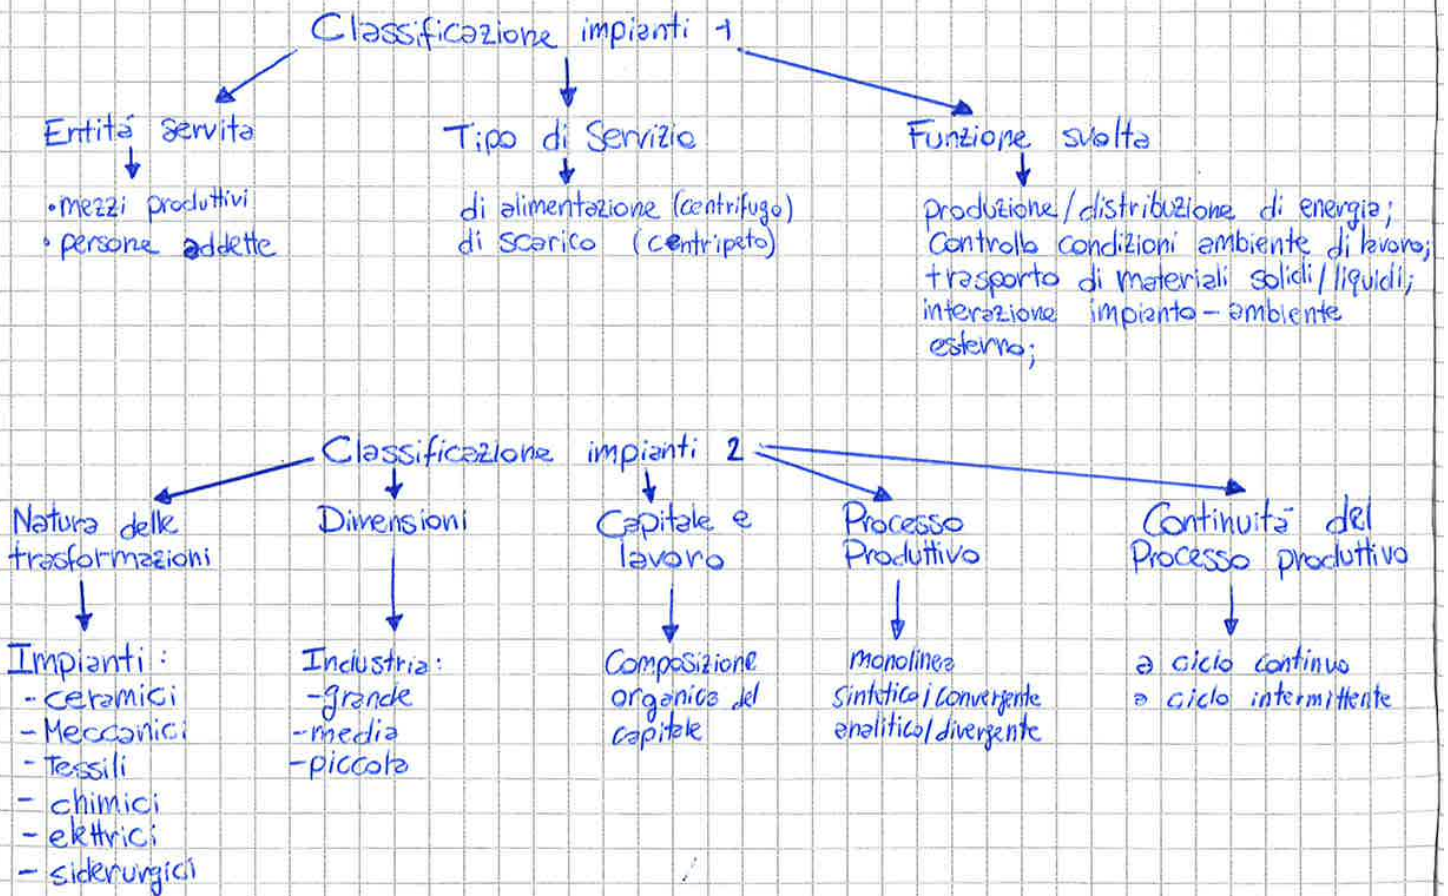 Classificazione impianti 1
Entitá servita
• mezzi produttivi
• persone addette
Tipo di Servizio
di alimentazione (centrifugo)
di scarico (centripeto)
Funzione svolta
produzione/distribuzione di energia;
Controllo condizioni ambiente di lavoro;
trasporto di materiali solidi/liquidi;
interazione impianto-ambiente
esterno;
Classificazione impianti 2
Natura delle
trasformazioni
Impianti:
- ceramici
- Meccanici
- tessili
- chimici
- elettrici
- siderurgici
Dimensioni
Industria:
- grande
- media
- piccola
Capitale e
lavoro
Composizione
organica del
capitale
Processo
Produttivo
monolinea
sintetico/convergente
analitico/divergente
Continuitá del
Processo produttivo
a ciclo continuo
a ciclo intermittente